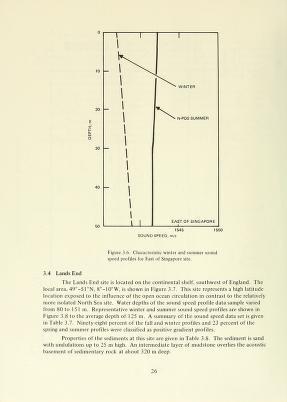 0
10
20
30
40
50
DEPTH, m
WINTER
N-POS SUMMER
EAST OF SINGAPORE
1545
1550
SOUND SPEED, m/s
Figure 3.6. Characteristic winter and summer sound
speed profiles for East of Singapore site.
3.4 Lands End
The Lands End site is located on the continental shelf, southwest of England. The
local area, 49°-51°N, 8°-10°W, is shown in Figure 3.7. This site represents a high latitude
location exposed to the influence of the open ocean circulation in contrast to the relatively
more isolated North Sea site. Water depths of the sound speed profile data sample varied
from 80 to 151 m. Representative winter and summer sound speed profiles are shown in
Figure 3.8 to the average depth of 125 m. A summary of the sound speed data set is given
in Table 3.7. Ninety-eight percent of the fall and winter profiles and 23 percent of the
spring and summer profiles were classified as positive gradient profiles.
Properties of the sediments at this site are given in Table 3.8. The sediment is sand
with undulations up to 25 m high. An intermediate layer of mudstone overlies the acoustic
basement of sedimentary rock at about 320 m deep.
26